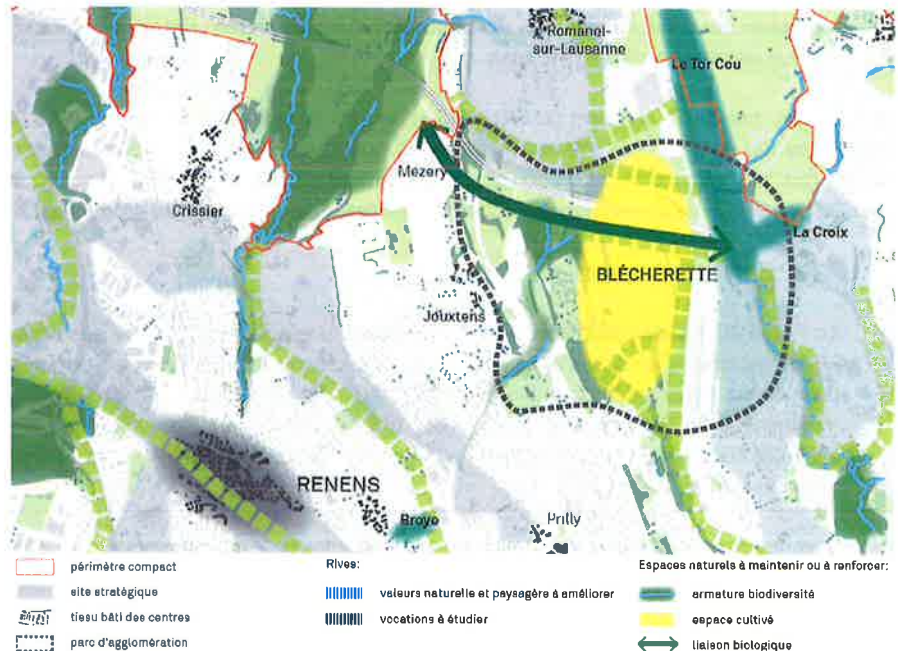 Romanel-
sur-Lausanne
Le Tor Cou
Mezery
Crissier
La Croix
BLÉCHERETTE
Jouxtens
RENENS
Broye
Prilly
périmètre compact
site stratégique
tissu bâti des centres
parc d'agglomération
Rives:
valeurs naturelle et paysagère à améliorer
vocations à étudier
Espaces naturels à maintenir ou à renforcer:
armature biodiversité
espace cultivé
liaison biologique